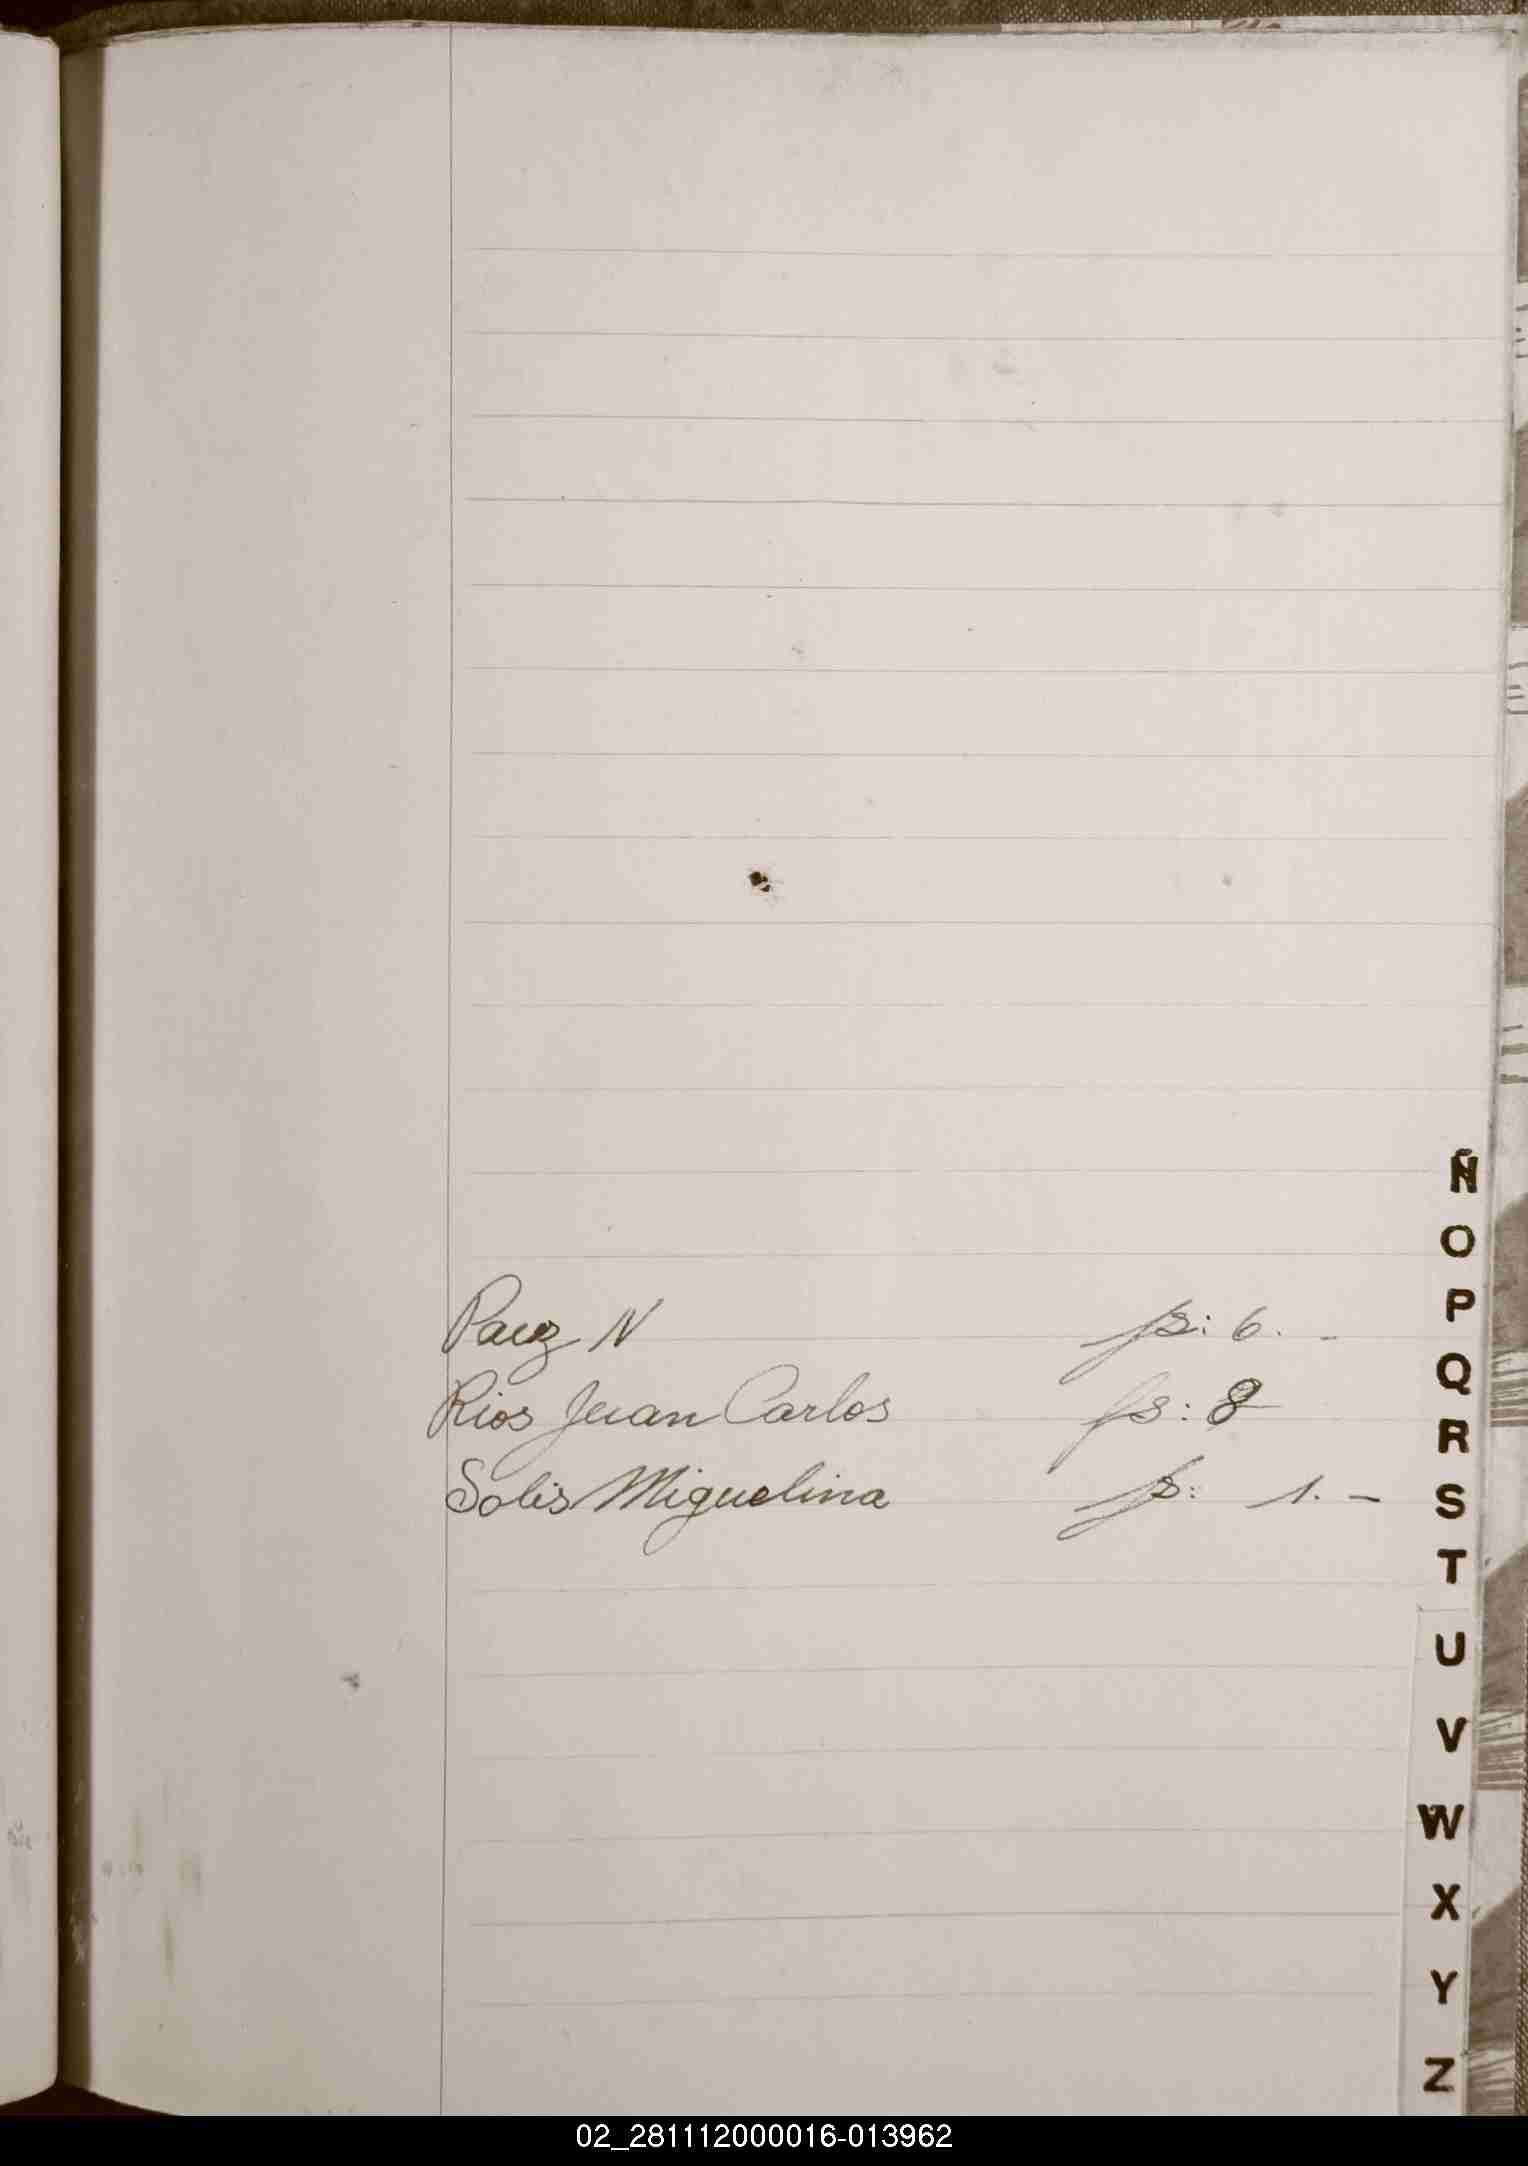 Ñ
O
P
Q
R
S
T
U
V
W
X
Y
Z
Paez N fs: 6. -
Rios Juan Carlos fs: 8
Solis Miguelina fs: 1. -
02_281112000016-013962